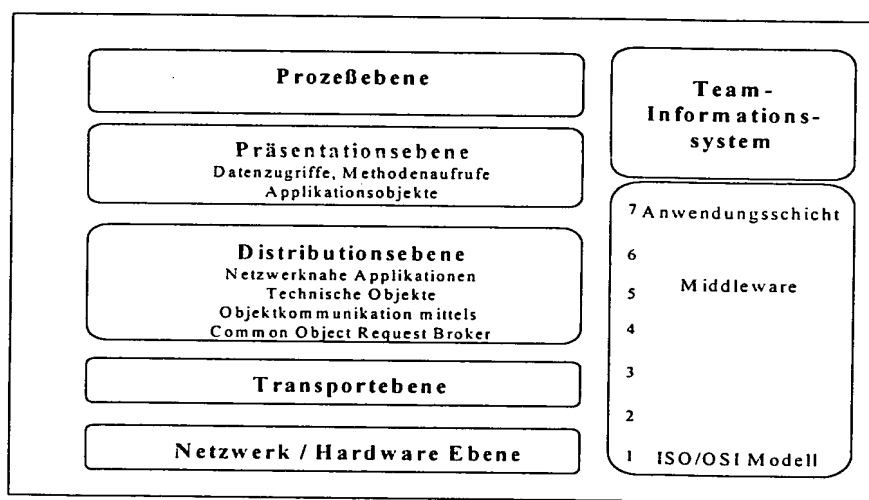 Prozeßebene
Präsentationsebene
Datenzugriffe, Methodenaufrufe
Applikationsobjekte
Distributionsebene
Netzwerknahe Applikationen
Technische Objekte
Objektkommunikation mittels
Common Object Request Broker
Transportebene
Netzwerk / Hardware Ebene
Team-
Informations-
system
7 Anwendungsschicht
6
5 Middleware
4
3
2
1 ISO/OSI Modell